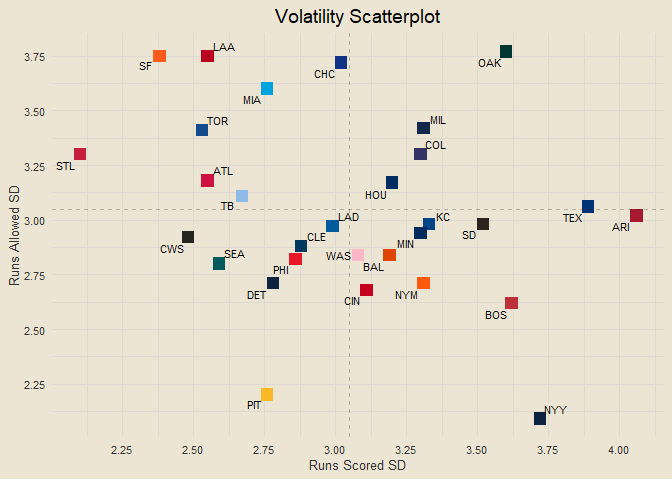 Volatility Scatterplot
Runs Allowed SD
3.75
3.50
3.25
3.00
2.75
2.50
2.25
LAA
SF
OAK
CHC
MIA
TOR
MIL
COL
STL
ATL
HOU
TB
LAD
KC
TEX
ARI
CWS
CLE
SD
MIN
SEA
WAS
PHI
BAL
DET
CIN
NYM
BOS
PIT
NYY
2.25
2.50
2.75
3.00
3.25
3.50
3.75
4.00
Runs Scored SD